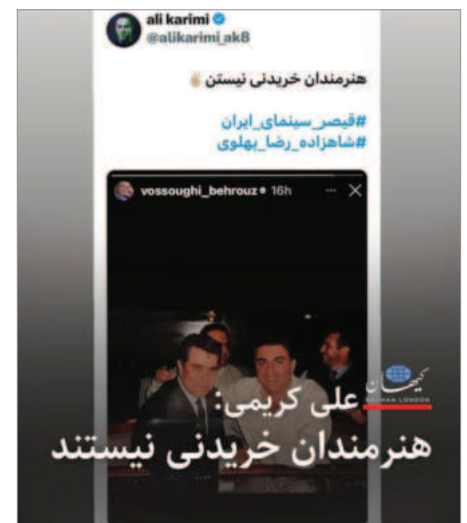 ali karimi
@alikarimi_ak8
هنرمندان خریدنی نیستن
#قیصر_سینمای_ایران
#شاهزاده_رضا_پهلوی
vossoughi_behrouz • 16h
کیهان
KAYHAN LONDON
علی کریمی:
هنرمندان خریدنی نیستند